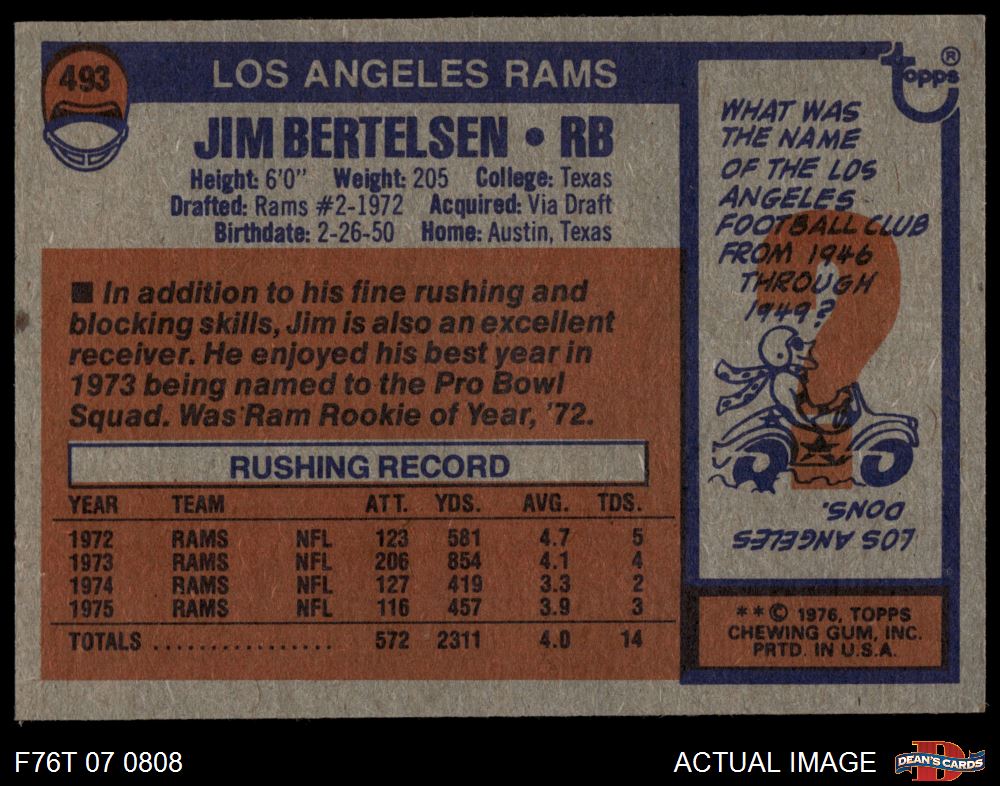 493
LOS ANGELES RAMS
JIM BERTELSEN • RB
Height: 6'0" Weight: 205 College: Texas
Drafted: Rams #2-1972 Acquired: Via Draft
Birthdate: 2-26-50 Home: Austin, Texas
■ In addition to his fine rushing and
blocking skills, Jim is also an excellent
receiver. He enjoyed his best year in
1973 being named to the Pro Bowl
Squad. Was Ram Rookie of Year, '72.
RUSHING RECORD
YEAR TEAM ATT. YDS. AVG. TDS.
1972 RAMS NFL 123 581 4.7 5
1973 RAMS NFL 206 854 4.1 4
1974 RAMS NFL 127 419 3.3 2
1975 RAMS NFL 116 457 3.9 3
TOTALS ................ 572 2311 4.0 14
topps®
WHAT WAS
THE NAME
OF THE LOS
ANGELES
FOOTBALL CLUB
FROM 1946
THROUGH
1949?
?
LOS ANGELES
DONS.
**© 1976, TOPPS
CHEWING GUM, INC.
PRTD. IN U.S.A.
F76T 07 0808
ACTUAL IMAGE
D
DEAN'S CARDS